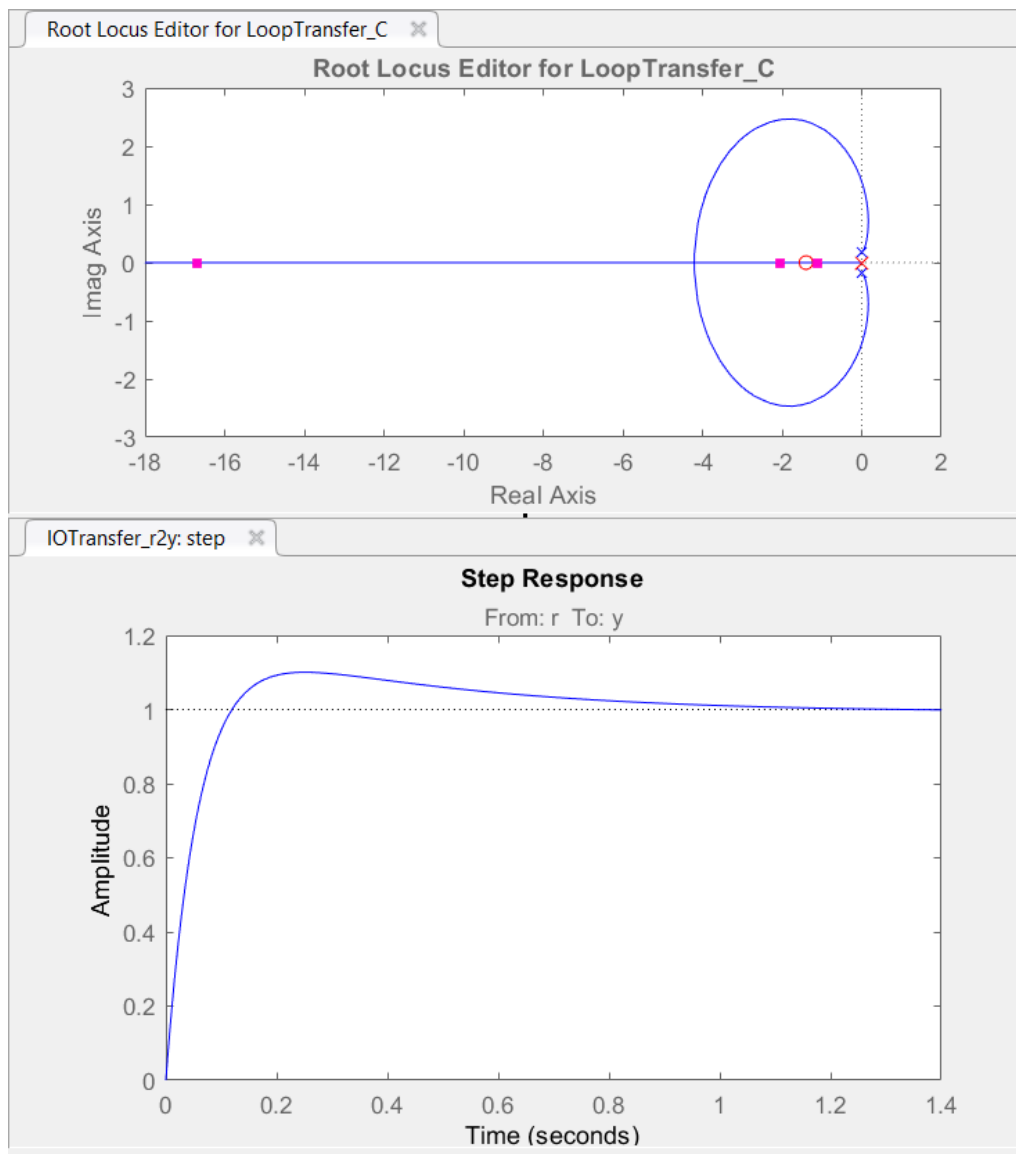 Root Locus Editor for LoopTransfer_C
Root Locus Editor for LoopTransfer_C
3
2
1
0
-1
-2
-3
Imag Axis
-18 -16 -14 -12 -10 -8 -6 -4 -2 0 2
Real Axis
IOTransfer_r2y: step
Step Response
From: r To: y
1.2
1
0.8
0.6
0.4
0.2
0
Amplitude
0 0.2 0.4 0.6 0.8 1 1.2 1.4
Time (seconds)